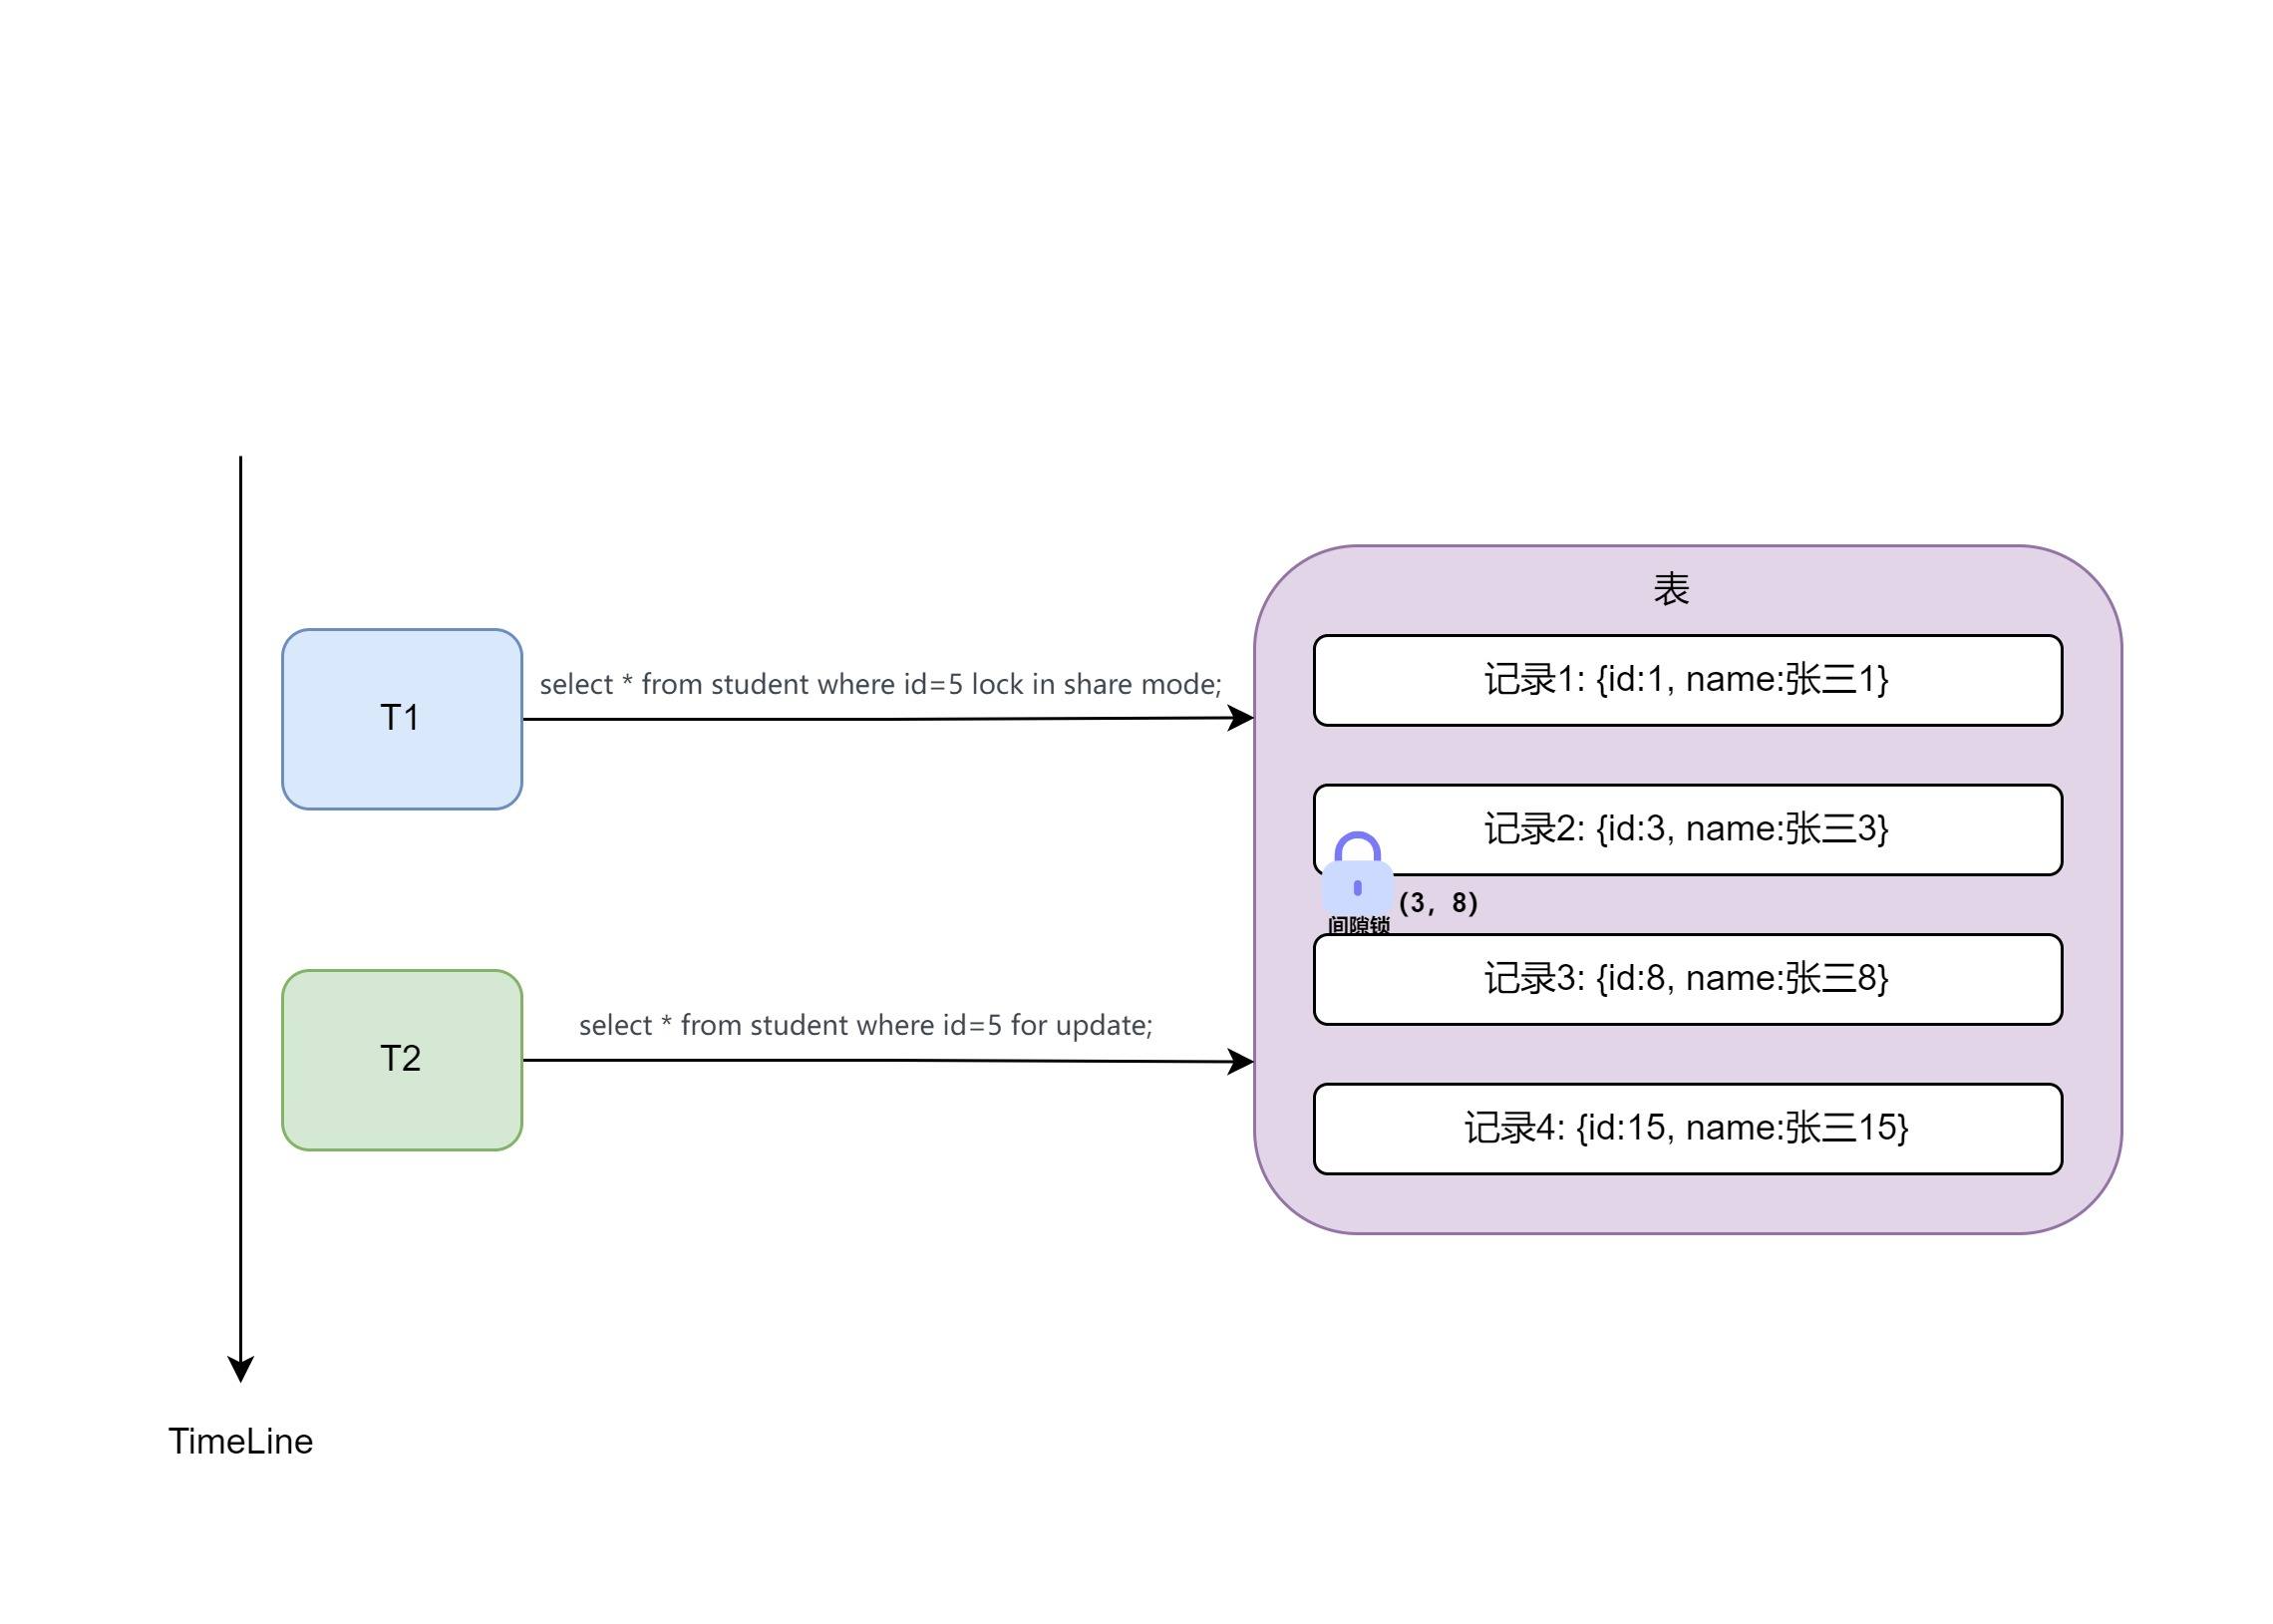 表
记录1: {id:1, name:张三1}
T1
select * from student where id=5 lock in share mode;
记录2: {id:3, name:张三3}
(3，8)
间隙锁
记录3: {id:8, name:张三8}
T2
select * from student where id=5 for update;
记录4: {id:15, name:张三15}
TimeLine